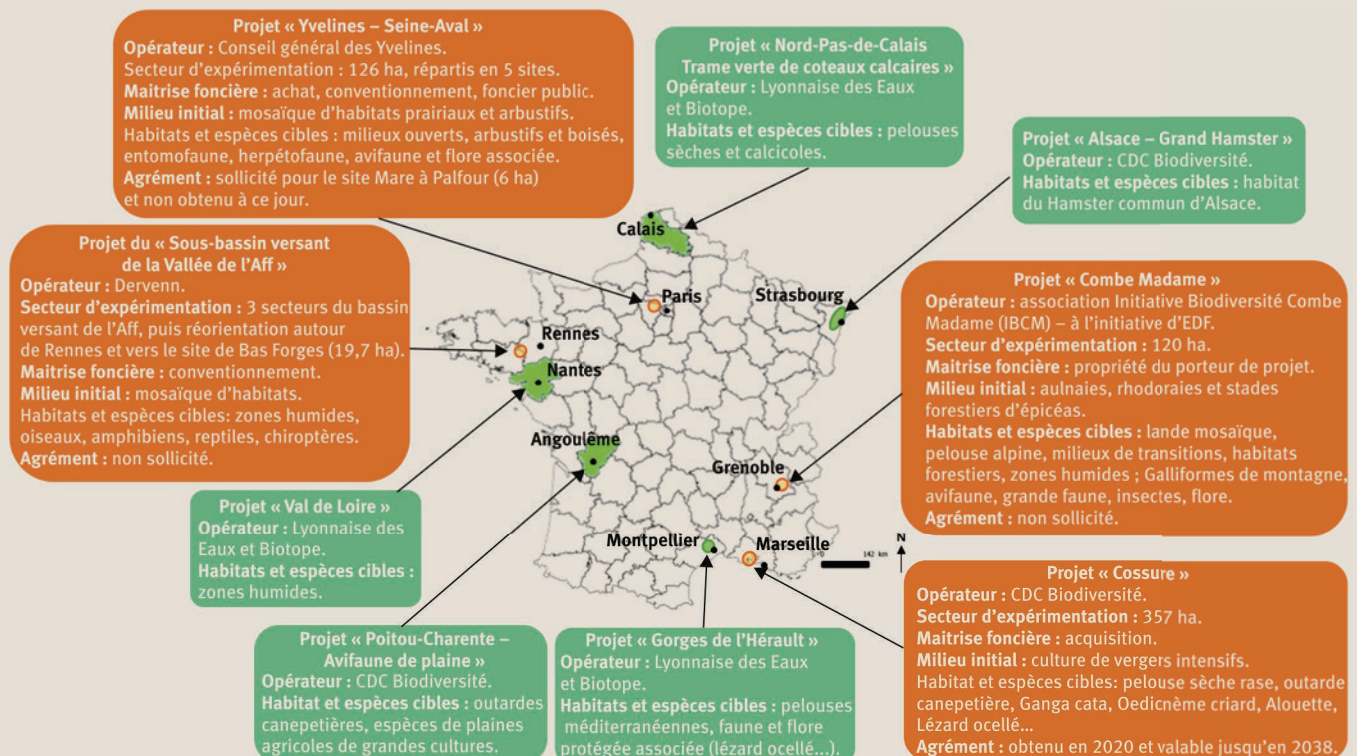 Projet « Yvelines – Seine-Aval »
Opérateur : Conseil général des Yvelines.
Secteur d'expérimentation : 126 ha, répartis en 5 sites.
Maitrise foncière : achat, conventionnement, foncier public.
Milieu initial : mosaïque d'habitats prairiaux et arbustifs.
Habitats et espèces cibles : milieux ouverts, arbustifs et boisés,
entomofaune, herpétofaune, avifaune et flore associée.
Agrément : sollicité pour le site Mare à Palfour (6 ha)
et non obtenu à ce jour.
Projet « Nord-Pas-de-Calais
Trame verte de coteaux calcaires »
Opérateur : Lyonnaise des Eaux
et Biotope.
Habitats et espèces cibles : pelouses
sèches et calcicoles.
Projet « Alsace – Grand Hamster »
Opérateur : CDC Biodiversité.
Habitats et espèces cibles : habitat
du Hamster commun d'Alsace.
Projet du « Sous-bassin versant
de la Vallée de l'Aff »
Opérateur : Dervenn.
Secteur d'expérimentation : 3 secteurs du bassin
versant de l'Aff, puis réorientation autour
de Rennes et vers le site de Bas Forges (19,7 ha).
Maitrise foncière : conventionnement.
Milieu initial : mosaïque d'habitats.
Habitats et espèces cibles: zones humides,
oiseaux, amphibiens, reptiles, chiroptères.
Agrément : non sollicité.
Calais
Paris
Strasbourg
Rennes
Nantes
Angoulême
Grenoble
Montpellier
Marseille
0
142 km
N
Projet « Combe Madame »
Opérateur : association Initiative Biodiversité Combe
Madame (IBCM) – à l'initiative d'EDF.
Secteur d'expérimentation : 120 ha.
Maitrise foncière : propriété du porteur de projet.
Milieu initial : aulnaies, rhodoraies et stades
forestiers d'épicéas.
Habitats et espèces cibles : lande mosaïque,
pelouse alpine, milieux de transitions, habitats
forestiers, zones humides ; Galliformes de montagne,
avifaune, grande faune, insectes, flore.
Agrément : non sollicité.
Projet « Val de Loire »
Opérateur : Lyonnaise des
Eaux et Biotope.
Habitats et espèces cibles :
zones humides.
Projet « Poitou-Charente –
Avifaune de plaine »
Opérateur : CDC Biodiversité.
Habitat et espèces cibles : outardes
canepetières, espèces de plaines
agricoles de grandes cultures.
Projet « Gorges de l'Hérault »
Opérateur : Lyonnaise des Eaux
et Biotope.
Habitats et espèces cibles : pelouses
méditerranéennes, faune et flore
protégée associée (lézard ocellé...).
Projet « Cossure »
Opérateur : CDC Biodiversité.
Secteur d'expérimentation : 357 ha.
Maitrise foncière : acquisition.
Milieu initial : culture de vergers intensifs.
Habitat et espèces cibles: pelouse sèche rase, outarde
canepetière, Ganga cata, Oedicnème criard, Alouette,
Lézard ocellé...
Agrément : obtenu en 2020 et valable jusqu'en 2038.